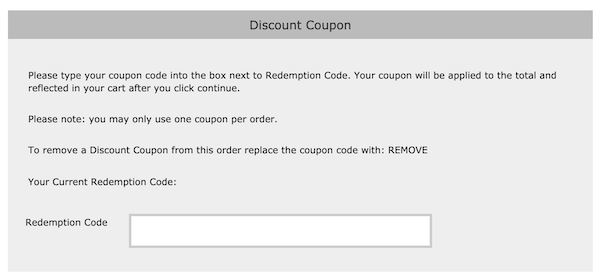 Discount Coupon
Please type your coupon code into the box next to Redemption Code. Your coupon will be applied to the total and
reflected in your cart after you click continue.
Please note: you may only use one coupon per order.
To remove a Discount Coupon from this order replace the coupon code with: REMOVE
Your Current Redemption Code:
Redemption Code